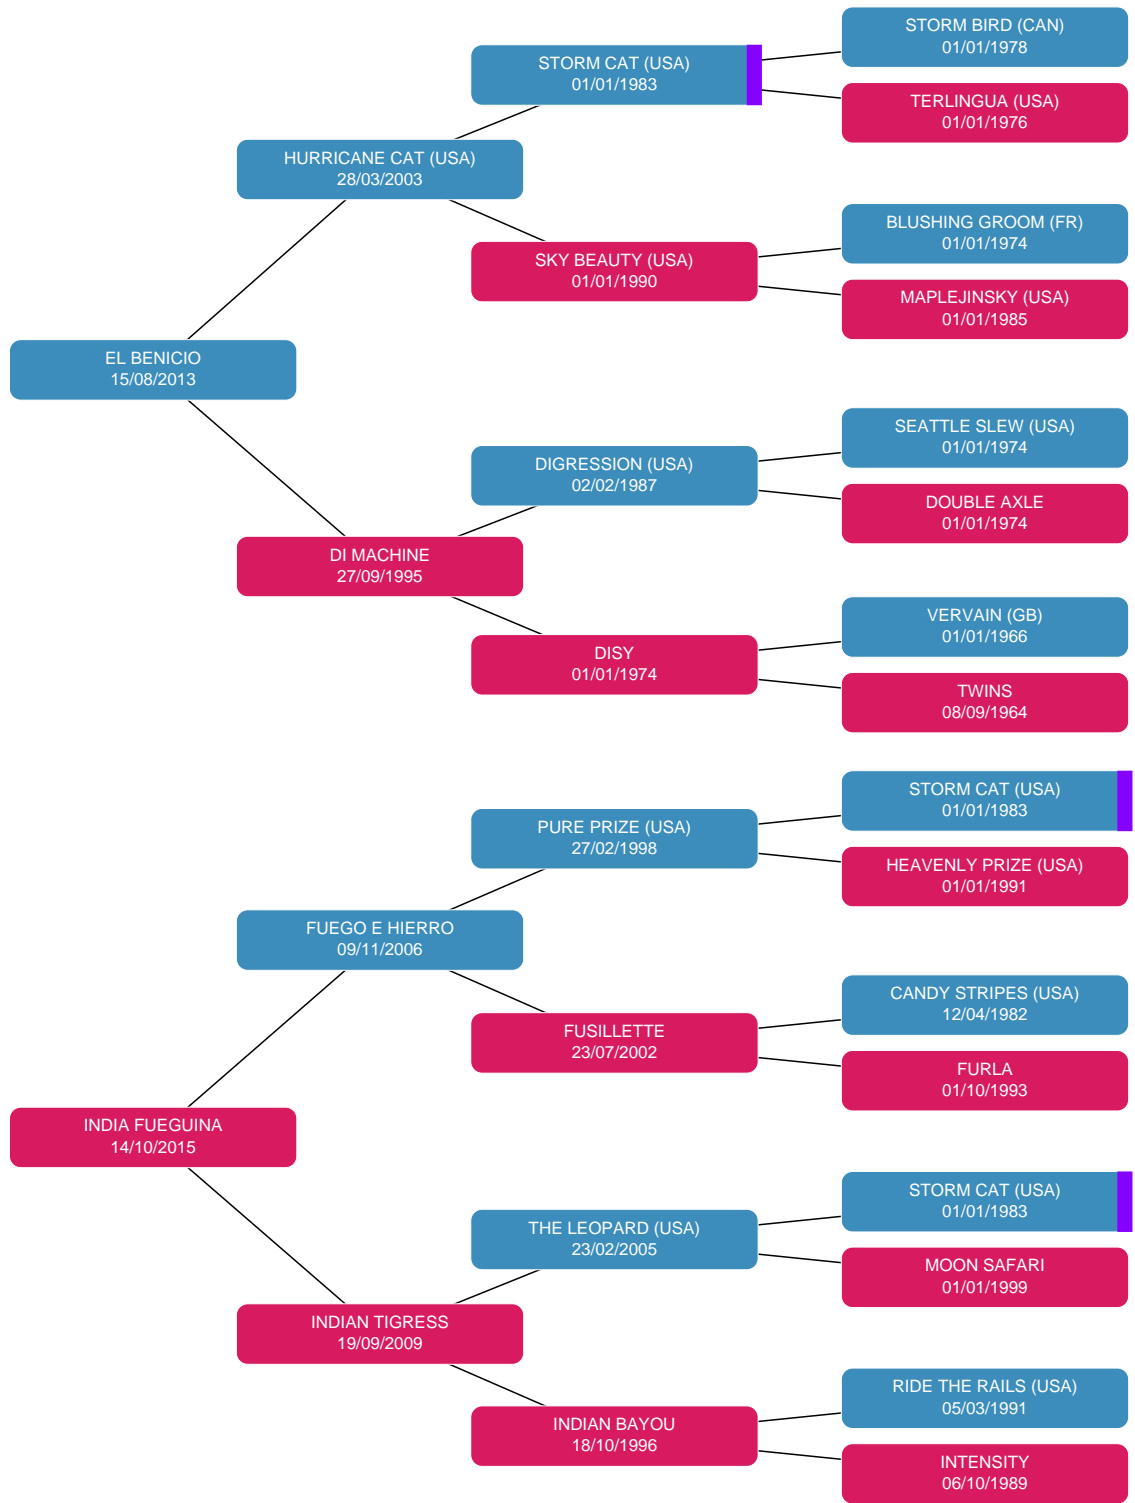 STORM BIRD (CAN)
01/01/1978
STORM CAT (USA)
01/01/1983
TERLINGUA (USA)
01/01/1976
HURRICANE CAT (USA)
28/03/2003
BLUSHING GROOM (FR)
01/01/1974
SKY BEAUTY (USA)
01/01/1990
MAPLEJINSKY (USA)
01/01/1985
EL BENICIO
15/08/2013
SEATTLE SLEW (USA)
01/01/1974
DIGRESSION (USA)
02/02/1987
DOUBLE AXLE
01/01/1974
DI MACHINE
27/09/1995
VERVAIN (GB)
01/01/1966
DISY
01/01/1974
TWINS
08/09/1964
STORM CAT (USA)
01/01/1983
PURE PRIZE (USA)
27/02/1998
HEAVENLY PRIZE (USA)
01/01/1991
FUEGO E HIERRO
09/11/2006
CANDY STRIPES (USA)
12/04/1982
FUSILLETTE
23/07/2002
FURLA
01/10/1993
INDIA FUEGUINA
14/10/2015
STORM CAT (USA)
01/01/1983
THE LEOPARD (USA)
23/02/2005
MOON SAFARI
01/01/1999
INDIAN TIGRESS
19/09/2009
RIDE THE RAILS (USA)
05/03/1991
INDIAN BAYOU
18/10/1996
INTENSITY
06/10/1989